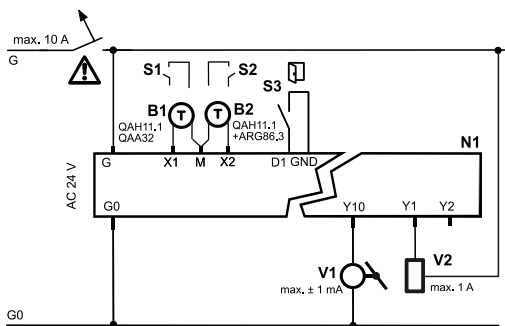 max. 10 A
G
S1 S2
S3
B1 T T B2
QAH11.1
QAA32
QAH11.1
+ARG86.3
N1
G X1 M X2 D1 GND
AC 24 V
G0 Y10 Y1 Y2
V1 V2
max. ± 1 mA
max. 1 A
G0